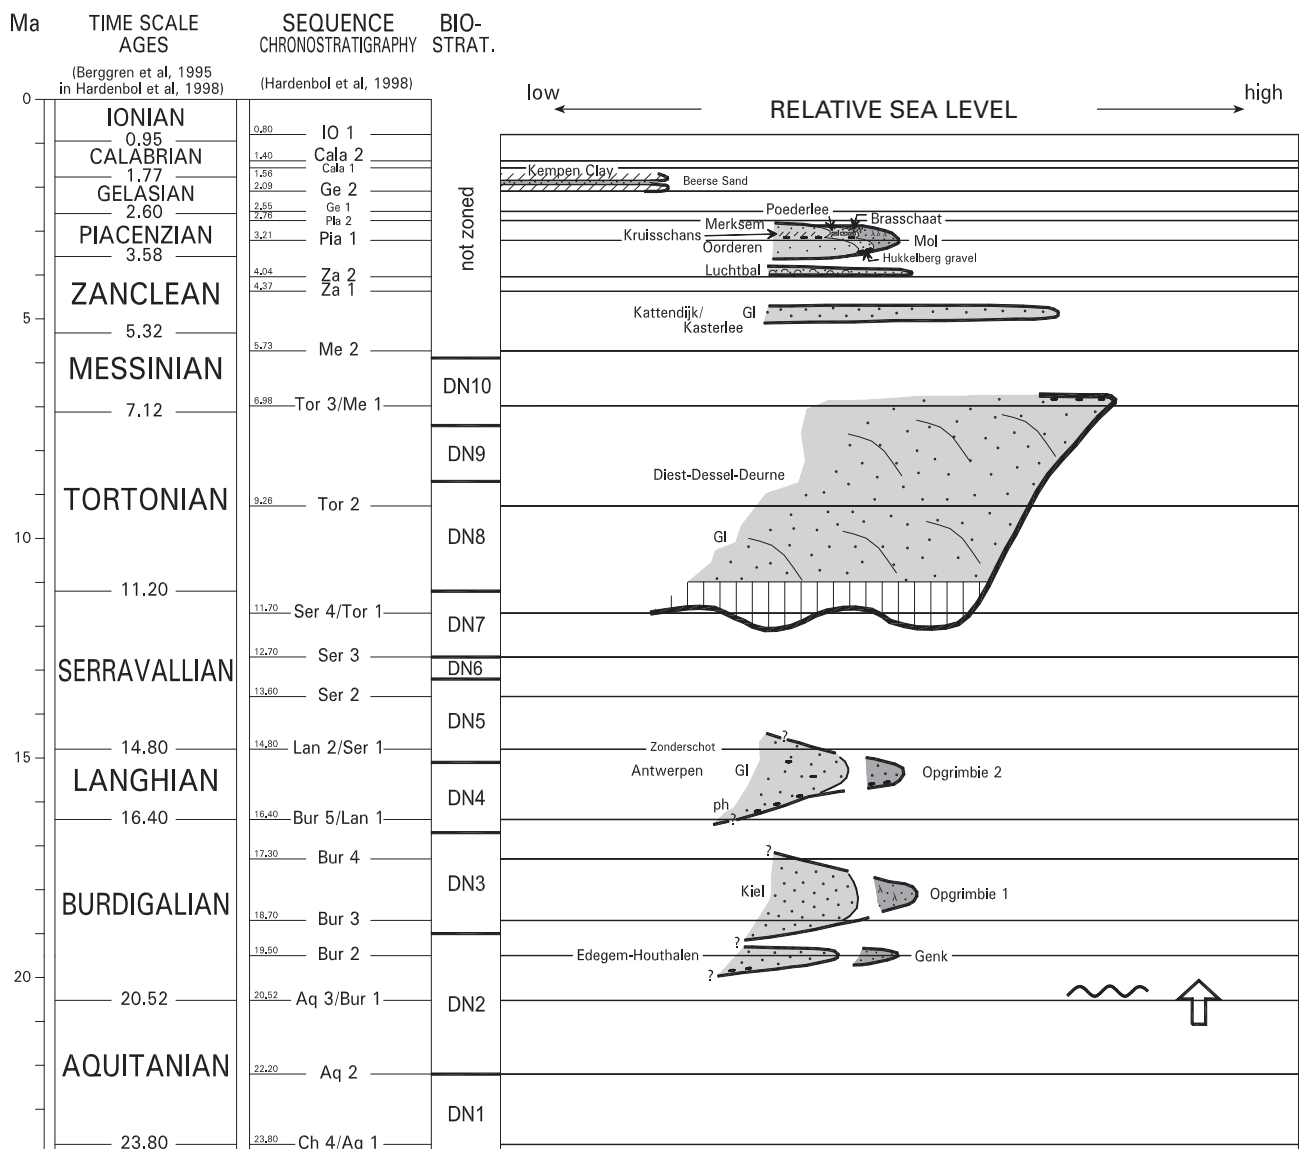 Ma
TIME SCALE
AGES
(Berggren et al, 1995
in Hardenbol et al, 1998)
SEQUENCE
CHRONOSTRATIGRAPHY
(Hardenbol et al, 1998)
BIO-
STRAT.
low
RELATIVE SEA LEVEL
high
0
5
10
15
20
IONIAN
0.95
CALABRIAN
1.77
GELASIAN
2.60
PIACENZIAN
3.58
ZANCLEAN
5.32
MESSINIAN
7.12
TORTONIAN
11.20
SERRAVALLIAN
14.80
LANGHIAN
16.40
BURDIGALIAN
20.52
AQUITANIAN
23.80
0.80 IO 1
1.40 Cala 2
1.56 Cala 1
2.09 Ge 2
2.55 Ge 1
2.76 Pla 2
3.21 Pia 1
4.04 Za 2
4.37 Za 1
5.73 Me 2
6.98 Tor 3/Me 1
9.26 Tor 2
11.70 Ser 4/Tor 1
12.70 Ser 3
13.60 Ser 2
14.80 Lan 2/Ser 1
16.40 Bur 5/Lan 1
17.30 Bur 4
18.70 Bur 3
19.50 Bur 2
20.52 Aq 3/Bur 1
22.20 Aq 2
23.80 Ch 4/Aq 1
not zoned
DN10
DN9
DN8
DN7
DN6
DN5
DN4
DN3
DN2
DN1
Kempen Clay
Beerse Sand
Poederlee
Merksem
Brasschaat
Kruisschans
Mol
Oorderen
Hukkelberg gravel
Luchtbal
Kattendijk/ Gl
Kasterlee
Diest-Dessel-Deurne
Gl
?
Zonderschot
Antwerpen Gl
Opgrimbie 2
ph
?
?
Kiel
Opgrimbie 1
?
Edegem-Houthalen
Genk
?